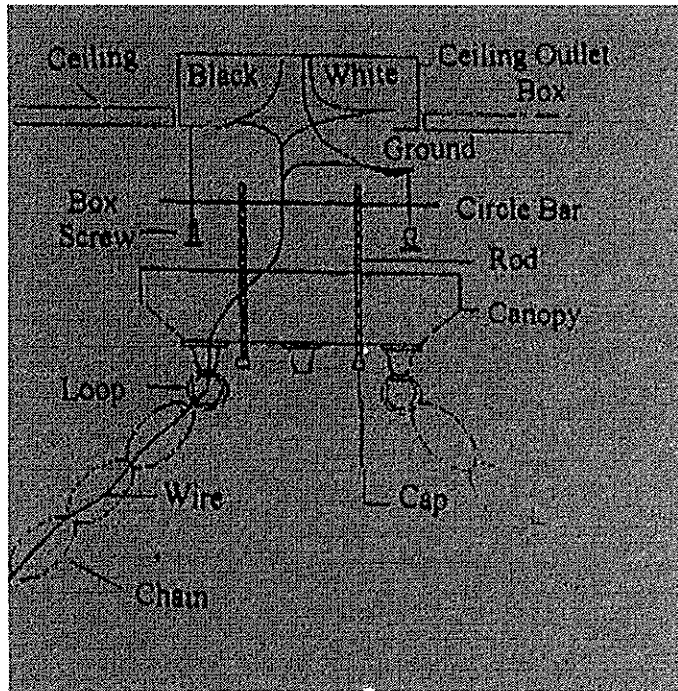 Ceiling
Black
White
Ceiling Outlet
Box
Ground
Box
Screw
Circle Bar
Rod
Canopy
Loop
Wire
Cap
Chain